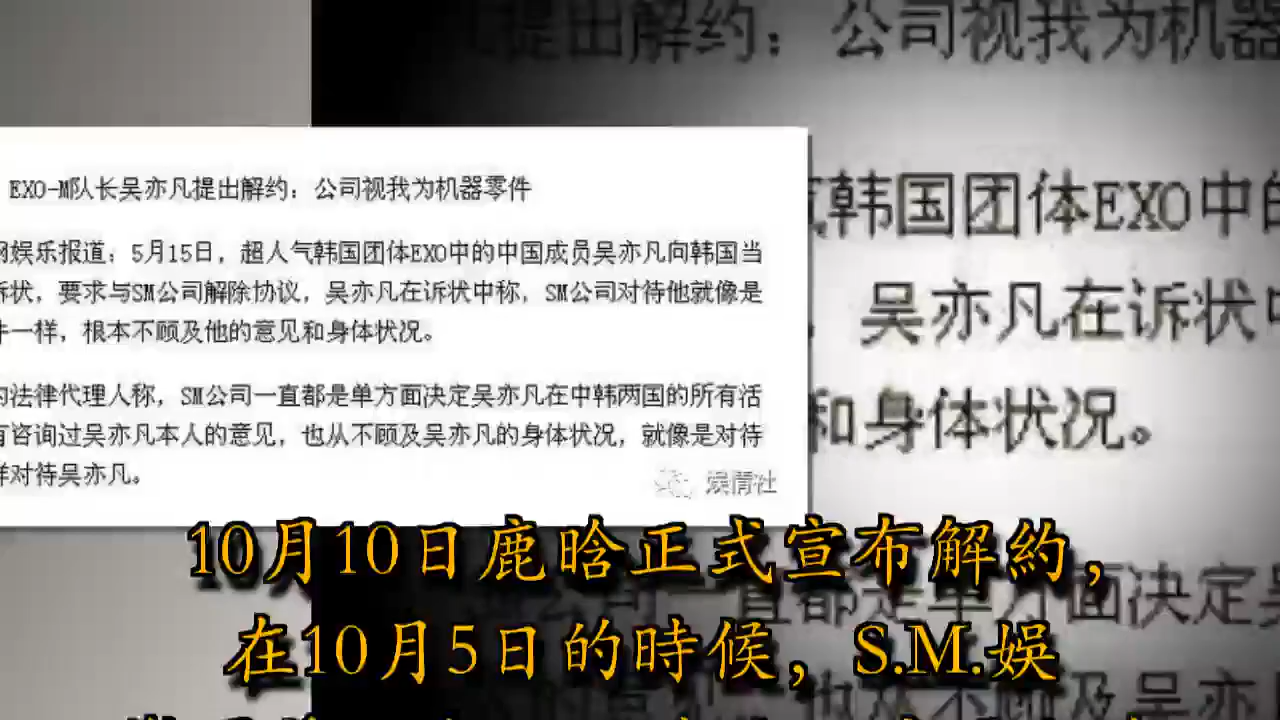 EXO-M队长吴亦凡提出解约：公司视我为机器零件
娱乐报道：5月15日，超人气韩国团体EXO中的中国成员吴亦凡向韩国当
诉状，要求与SM公司解除协议，吴亦凡在诉状中称，SM公司对待他就像是
一样，根本不顾及他的意见和身体状况。
法律代理人称，SM公司一直都是单方面决定吴亦凡在中韩两国的所有活
咨询过吴亦凡本人的意见，也从不顾及吴亦凡的身体状况，就像是对待
对待吴亦凡。
娱情社
提出解约：公司视我为机器
韩国团体EXO中的
，吴亦凡在诉状中
和身体状况。
面决定吴
也从不顾及吴亦
10月10日鹿晗正式宣布解約，
在10月5日的時候，S.M.娛